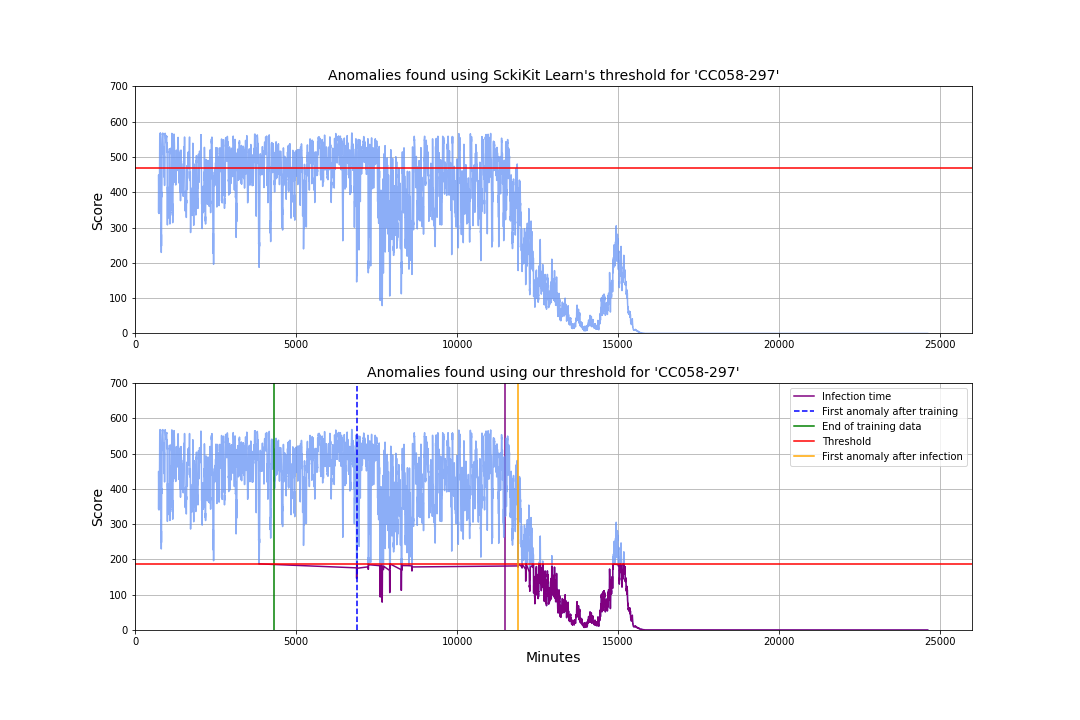 Anomalies found using SckiKit Learn's threshold for 'CC058-297'
700
600
500
400
300
200
100
0
Score
0 5000 10000 15000 20000 25000
Anomalies found using our threshold for 'CC058-297'
700
600
500
400
300
200
100
0
Score
Infection time
First anomaly after training
End of training data
Threshold
First anomaly after infection
0 5000 10000 15000 20000 25000
Minutes